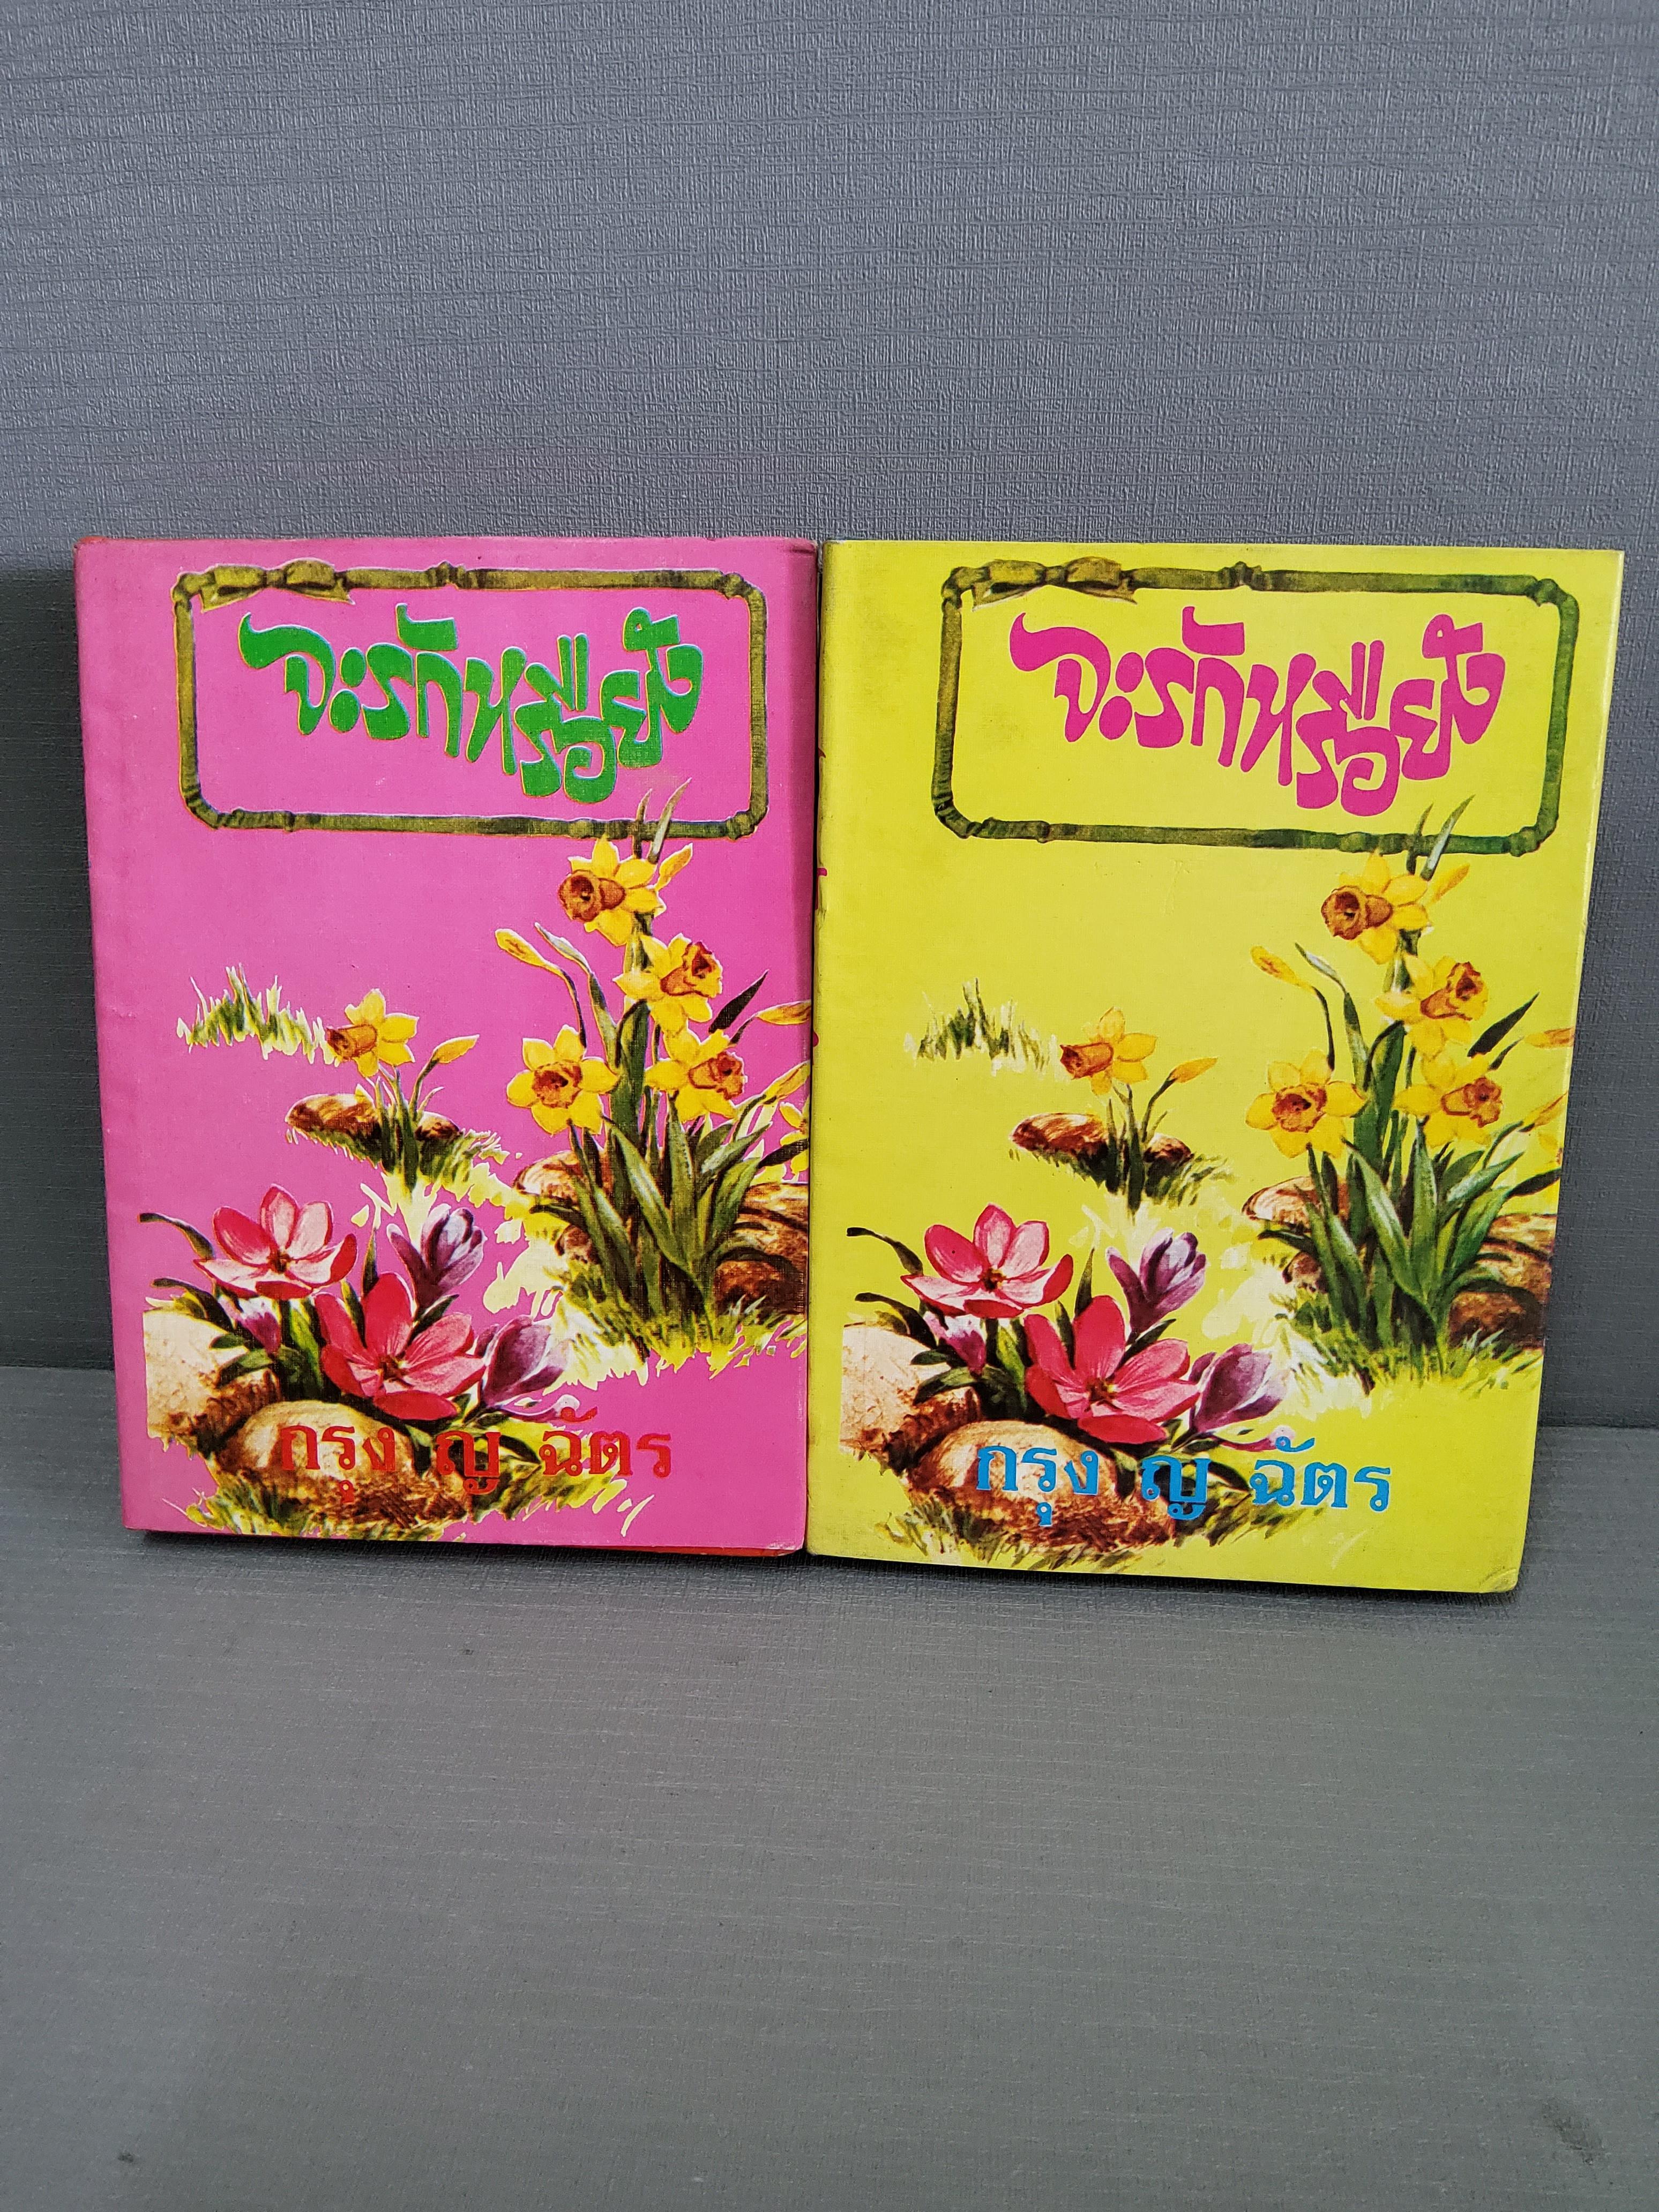 จะรักหรือยัง
กรุง ญ ฉัตร
จะรักหรือยัง
กรุง ญ ฉัตร